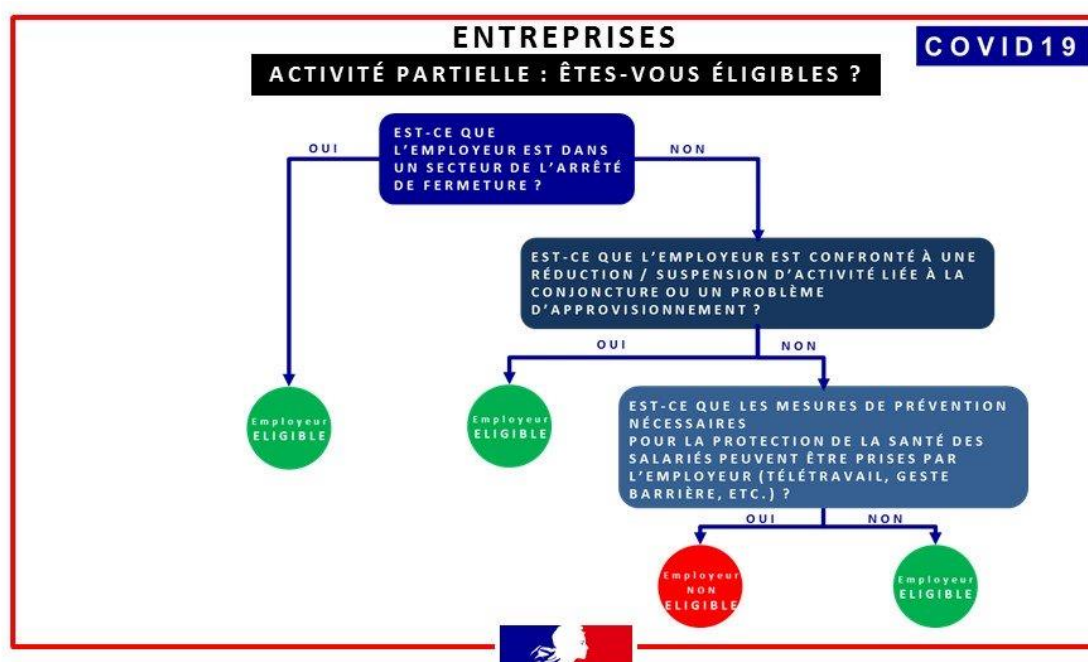 ENTREPRISES
COVID19
ACTIVITÉ PARTIELLE : ÊTES-VOUS ÉLIGIBLES ?
EST-CE QUE
L'EMPLOYEUR EST DANS
UN SECTEUR DE L'ARRÊTÉ
DE FERMETURE ?
OUI
NON
EST-CE QUE L'EMPLOYEUR EST CONFRONTÉ À UNE
RÉDUCTION / SUSPENSION D'ACTIVITÉ LIÉE À LA
CONJONCTURE OU UN PROBLÈME
D'APPROVISIONNEMENT ?
OUI
NON
Employeur
ELIGIBLE
Employeur
ELIGIBLE
EST-CE QUE LES MESURES DE PRÉVENTION
NÉCESSAIRES
POUR LA PROTECTION DE LA SANTÉ DES
SALARIÉS PEUVENT ÊTRE PRISES PAR
L'EMPLOYEUR (TÉLÉTRAVAIL, GESTE
BARRIÈRE, ETC.) ?
OUI
NON
Employeur
NON
ELIGIBLE
Employeur
ELIGIBLE